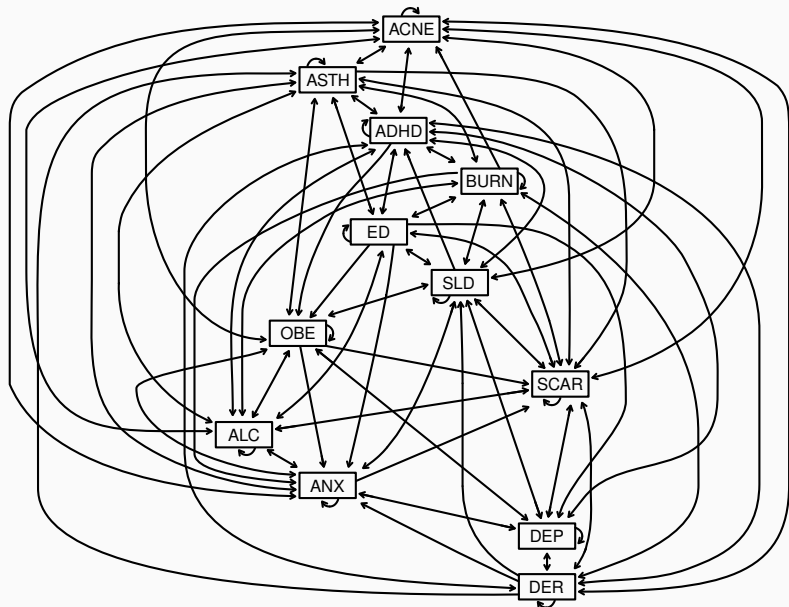 ACNE
ASTH
ADHD
BURN
ED
SLD
OBE
SCAR
ALC
ANX
DEP
DER